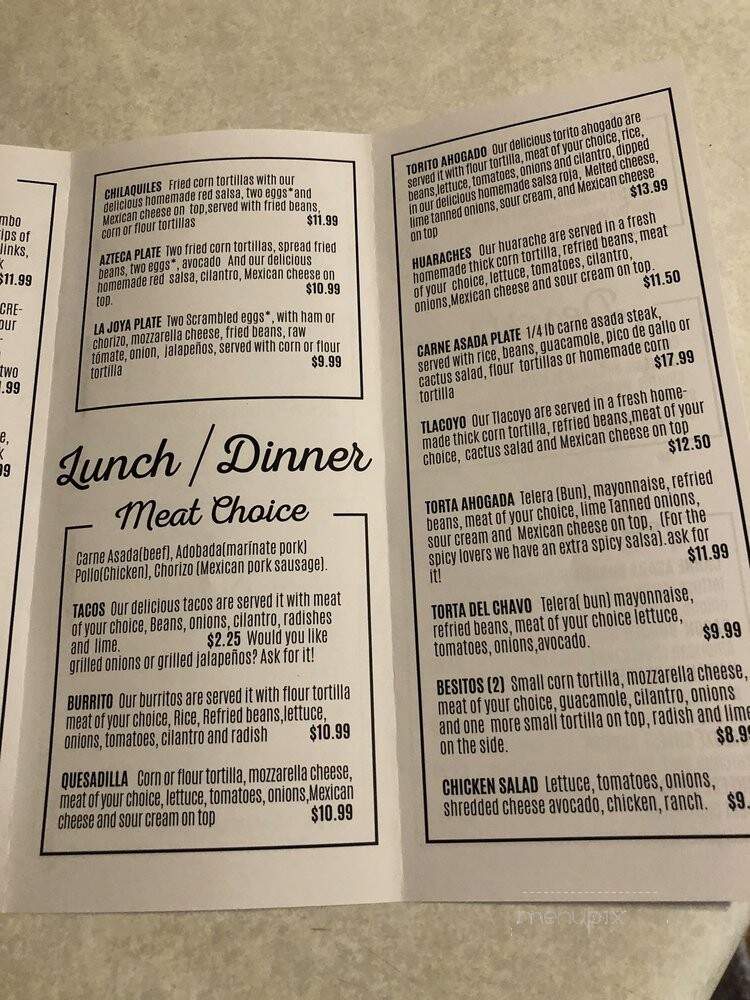 mbo
ips of
links,
$11.99
CRE-
our
two
.99
e,
CHILAQUILES Fried corn tortillas with our
delicious homemade red salsa, two eggs*and
Mexican cheese on top,served with fried beans,
corn or flour tortillas $11.99
AZTECA PLATE Two fried corn tortillas, spread fried
beans, two eggs*, avocado And our delicious
homemade red salsa, cilantro, Mexican cheese on
top. $10.99
LA JOYA PLATE Two Scrambled eggs*, with ham or
chorizo, mozzarella cheese, fried beans, raw
tomate, onion, jalapeños, served with corn or flour
tortilla $9.99
Lunch / Dinner
Meat Choice
Carne Asada(beef), Adobada(marinate pork)
Pollo(Chicken), Chorizo (Mexican pork sausage).
TACOS Our delicious tacos are served it with meat
of your choice, Beans, onions, cilantro, radishes
and lime. $2.25 Would you like
grilled onions or grilled jalapeños? Ask for it!
BURRITO Our burritos are served it with flour tortilla
meat of your choice, Rice, Refried beans,lettuce,
onions, tomatoes, cilantro and radish $10.99
QUESADILLA Corn or flour tortilla, mozzarella cheese,
meat of your choice, lettuce, tomatoes, onions,Mexican
cheese and sour cream on top $10.99
TORITO AHOGADO Our delicious torito ahogado are
served it with flour tortilla, meat of your choice, rice,
beans,lettuce, tomatoes, onions and cilantro, dipped
in our delicious homemade salsa roja, Melted cheese,
lime tanned onions, sour cream, and Mexican cheese
on top $13.99
HUARACHES Our huarache are served in a fresh
homemade thick corn tortilla, refried beans, meat
of your choice, lettuce, tomatoes, cilantro,
onions,Mexican cheese and sour cream on top.
$11.50
CARNE ASADA PLATE 1/4 lb carne asada steak,
served with rice, beans, guacamole, pico de gallo or
cactus salad, flour tortillas or homemade corn
tortilla $17.99
TLACOYO Our Tlacoyo are served in a fresh home-
made thick corn tortilla, refried beans,meat of your
choice, cactus salad and Mexican cheese on top
$12.50
TORTA AHOGADA Telera (Bun), mayonnaise, refried
beans, meat of your choice, lime Tanned onions,
sour cream and Mexican cheese on top, (For the
spicy lovers we have an extra spicy salsa).ask for
it! $11.99
TORTA DEL CHAVO Telera( bun) mayonnaise,
refried beans, meat of your choice lettuce,
tomatoes, onions,avocado. $9.99
BESITOS (2) Small corn tortilla, mozzarella cheese,
meat of your choice, guacamole, cilantro, onions
and one more small tortilla on top, radish and lime
on the side. $8.9
CHICKEN SALAD Lettuce, tomatoes, onions,
shredded cheese avocado, chicken, ranch. $9.
menupix